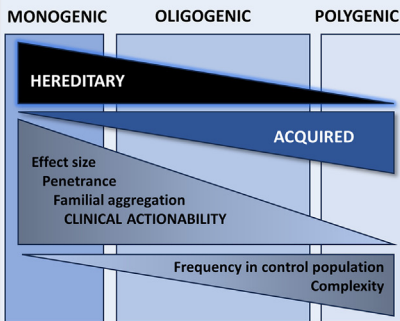 MONOGENIC OLIGOGENIC POLYGENIC
HEREDITARY
ACQUIRED
Effect size
Penetrance
Familial aggregation
CLINICAL ACTIONABILITY
Frequency in control population
Complexity